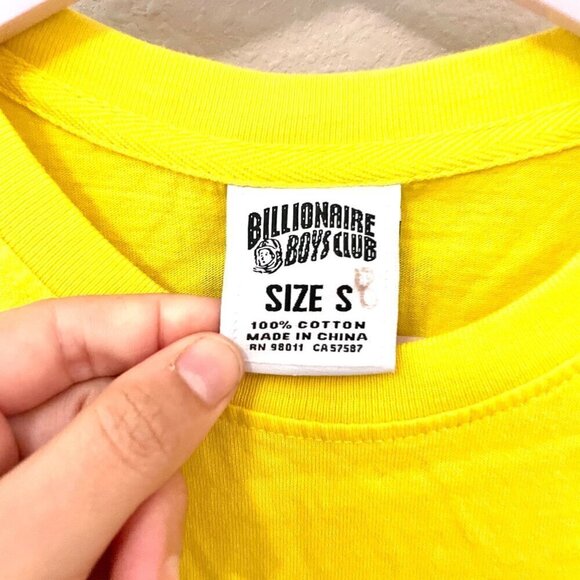 BILLIONAIRE
BOYS CLUB
SIZE S
100% COTTON
MADE IN CHINA
RN 98011 CA57587